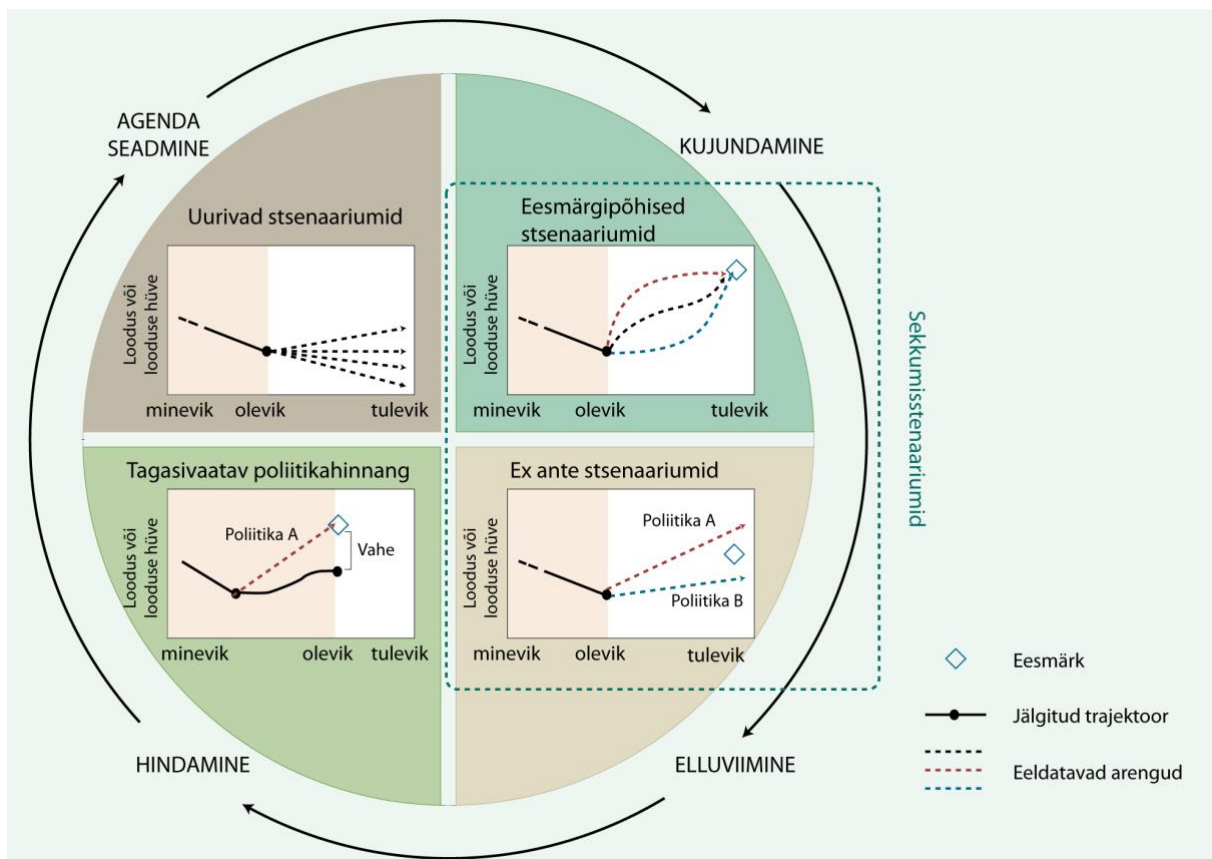 AGENDA
SEADMINE
KUJUNDAMINE
Uurivad stsenaariumid
Loodus või
looduse hüve
minevik olevik tulevik
Eesmärgipõhised
stsenaariumid
Loodus või
looduse hüve
minevik olevik tulevik
Sekkumisstenaariumid
Tagasivaatav poliitikahinnang
Loodus või
looduse hüve
Poliitika A
Vahe
minevik olevik tulevik
Ex ante stsenaariumid
Loodus või
looduse hüve
Poliitika A
Poliitika B
minevik olevik tulevik
HINDAMINE
ELLUVIIMINE
Eesmärk
Jälgitud trajektoor
Eeldatavad arengud